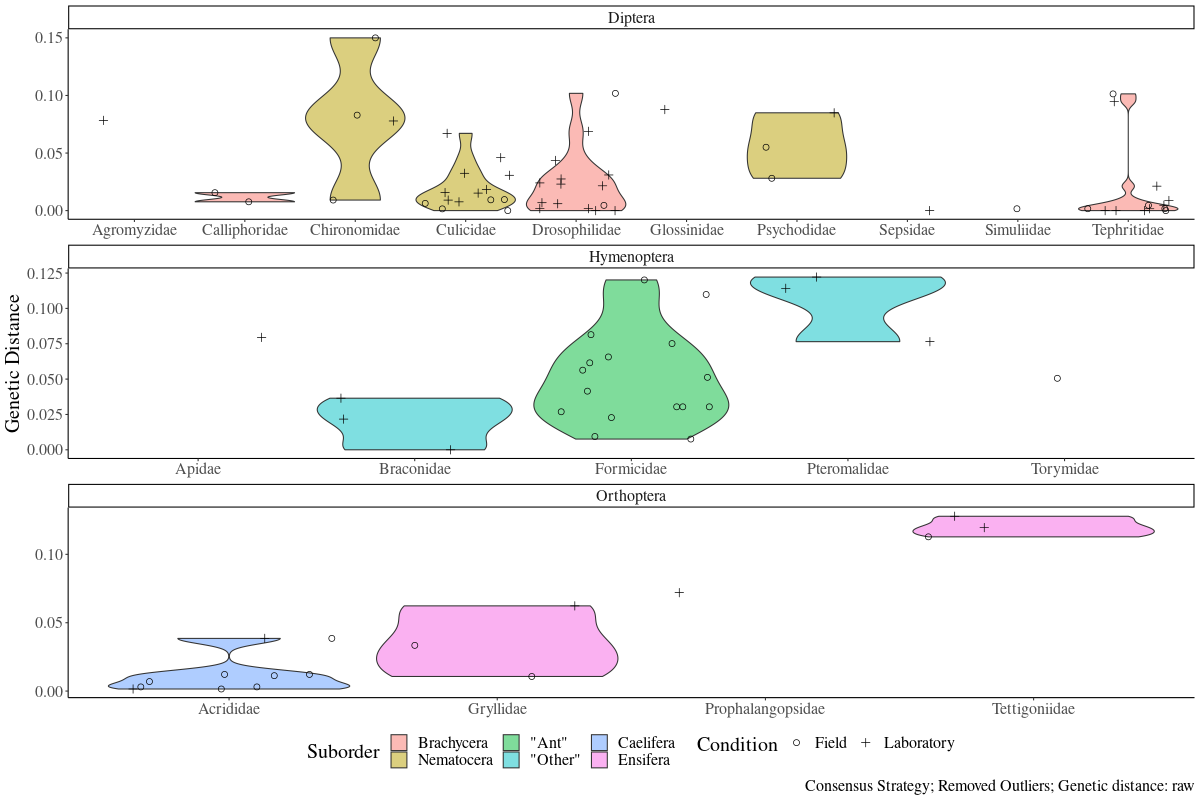 Diptera
0.15
0.10
0.05
0.00
Agromyzidae Calliphoridae Chironomidae Culicidae Drosophilidae Glossinidae Psychodidae Sepsidae Simuliidae Tephritidae
Hymenoptera
Genetic Distance
0.125
0.100
0.075
0.050
0.025
0.000
Apidae Braconidae Formicidae Pteromalidae Torymidae
Orthoptera
0.10
0.05
0.00
Acrididae Gryllidae Prophalangopsidae Tettigoniidae
Suborder
Brachycera "Ant" Caelifera
Nematocera "Other" Ensifera
Condition Field Laboratory
Consensus Strategy; Removed Outliers; Genetic distance: raw